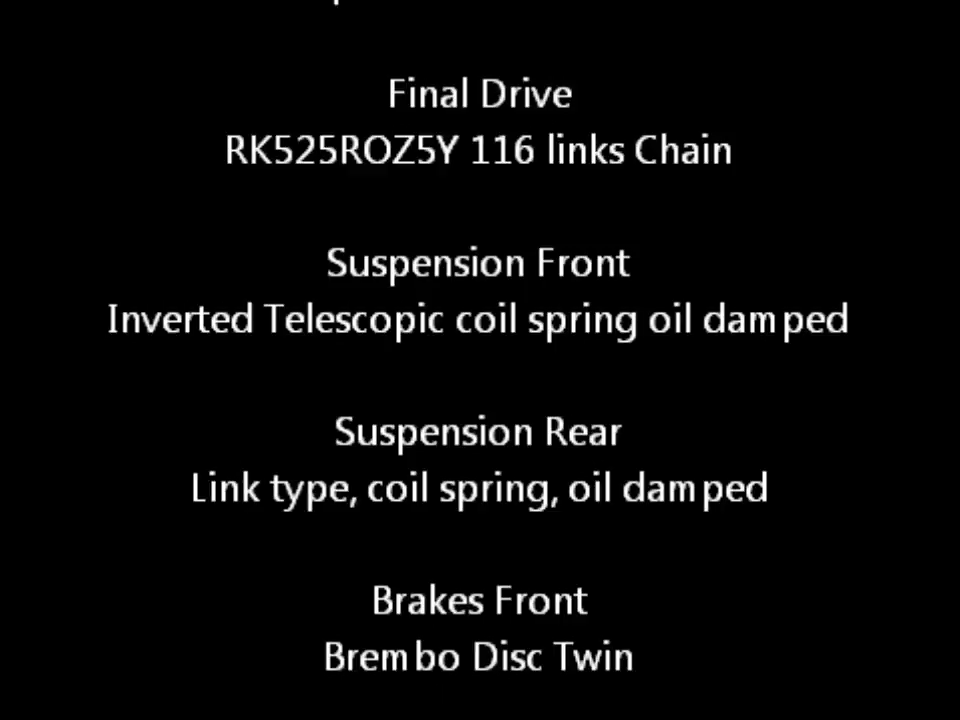 Final Drive
RK525ROZ5Y 116 links Chain
Suspension Front
Inverted Telescopic coil spring oil damped
Suspension Rear
Link type, coil spring, oil damped
Brakes Front
Brembo Disc Twin